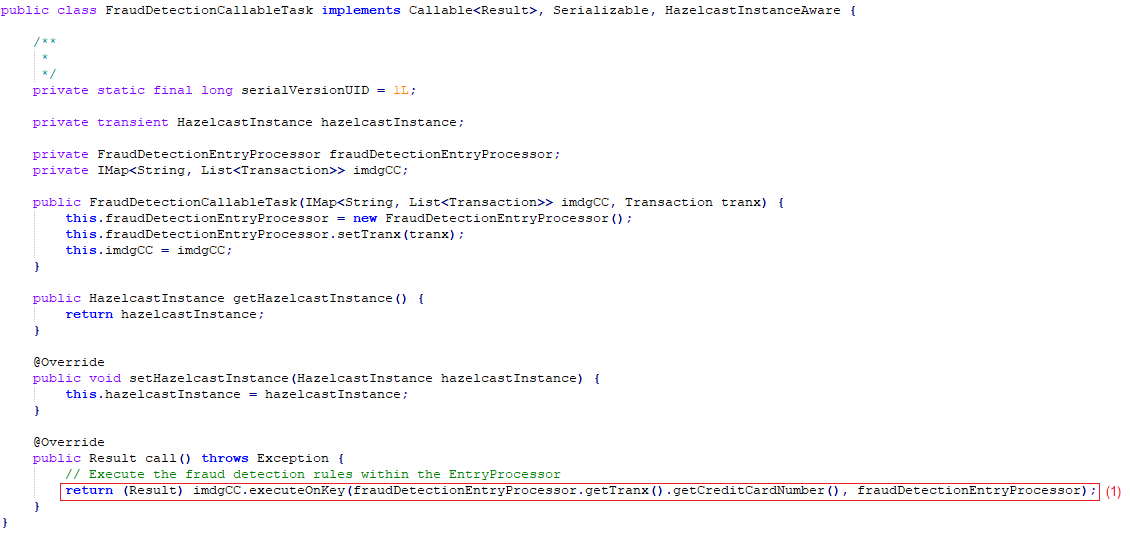 public class FraudDetectionCallableTask implements Callable<Result>, Serializable, HazelcastInstanceAware {
/**
*
*/
private static final long serialVersionUID = 1L;
private transient HazelcastInstance hazelcastInstance;
private FraudDetectionEntryProcessor fraudDetectionEntryProcessor;
private IMap<String, List<Transaction>> imdgCC;
public FraudDetectionCallableTask(IMap<String, List<Transaction>> imdgCC, Transaction tranx) {
this.fraudDetectionEntryProcessor = new FraudDetectionEntryProcessor();
this.fraudDetectionEntryProcessor.setTranx(tranx);
this.imdgCC = imdgCC;
}
public HazelcastInstance getHazelcastInstance() {
return hazelcastInstance;
}
@Override
public void setHazelcastInstance(HazelcastInstance hazelcastInstance) {
this.hazelcastInstance = hazelcastInstance;
}
@Override
public Result call() throws Exception {
// Execute the fraud detection rules within the EntryProcessor
return (Result) imdgCC.executeOnKey(fraudDetectionEntryProcessor.getTranx().getCreditCardNumber(), fraudDetectionEntryProcessor); (1)
}
}